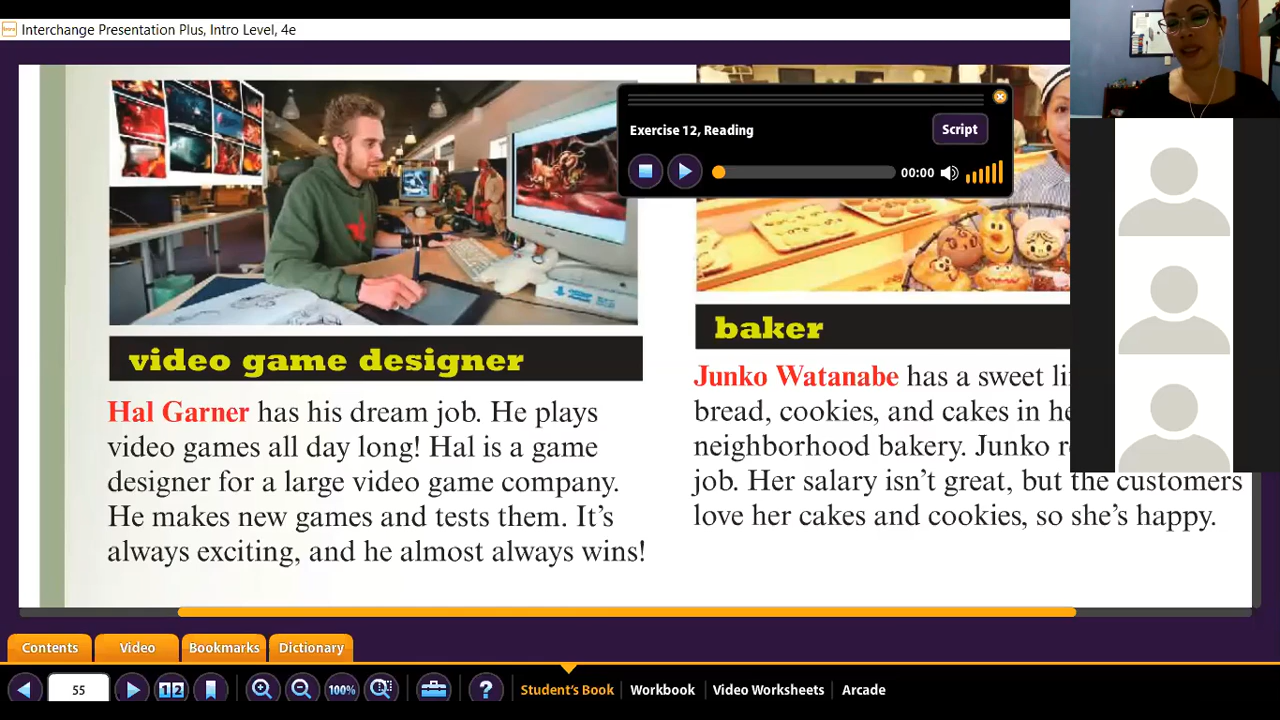 Interchange Presentation Plus, Intro Level, 4e
Exercise 12, Reading
Script
00:00
video game designer
Hal Garner has his dream job. He plays
video games all day long! Hal is a game
designer for a large video game company.
He makes new games and tests them. It's
always exciting, and he almost always wins!
baker
Junko Watanabe has a sweet
bread, cookies, and cakes in
neighborhood bakery. Junko
job. Her salary isn't great, but the customers
love her cakes and cookies, so she's happy.
Contents Video Bookmarks Dictionary
55 1 2 100% ? Student's Book Workbook Video Worksheets Arcade